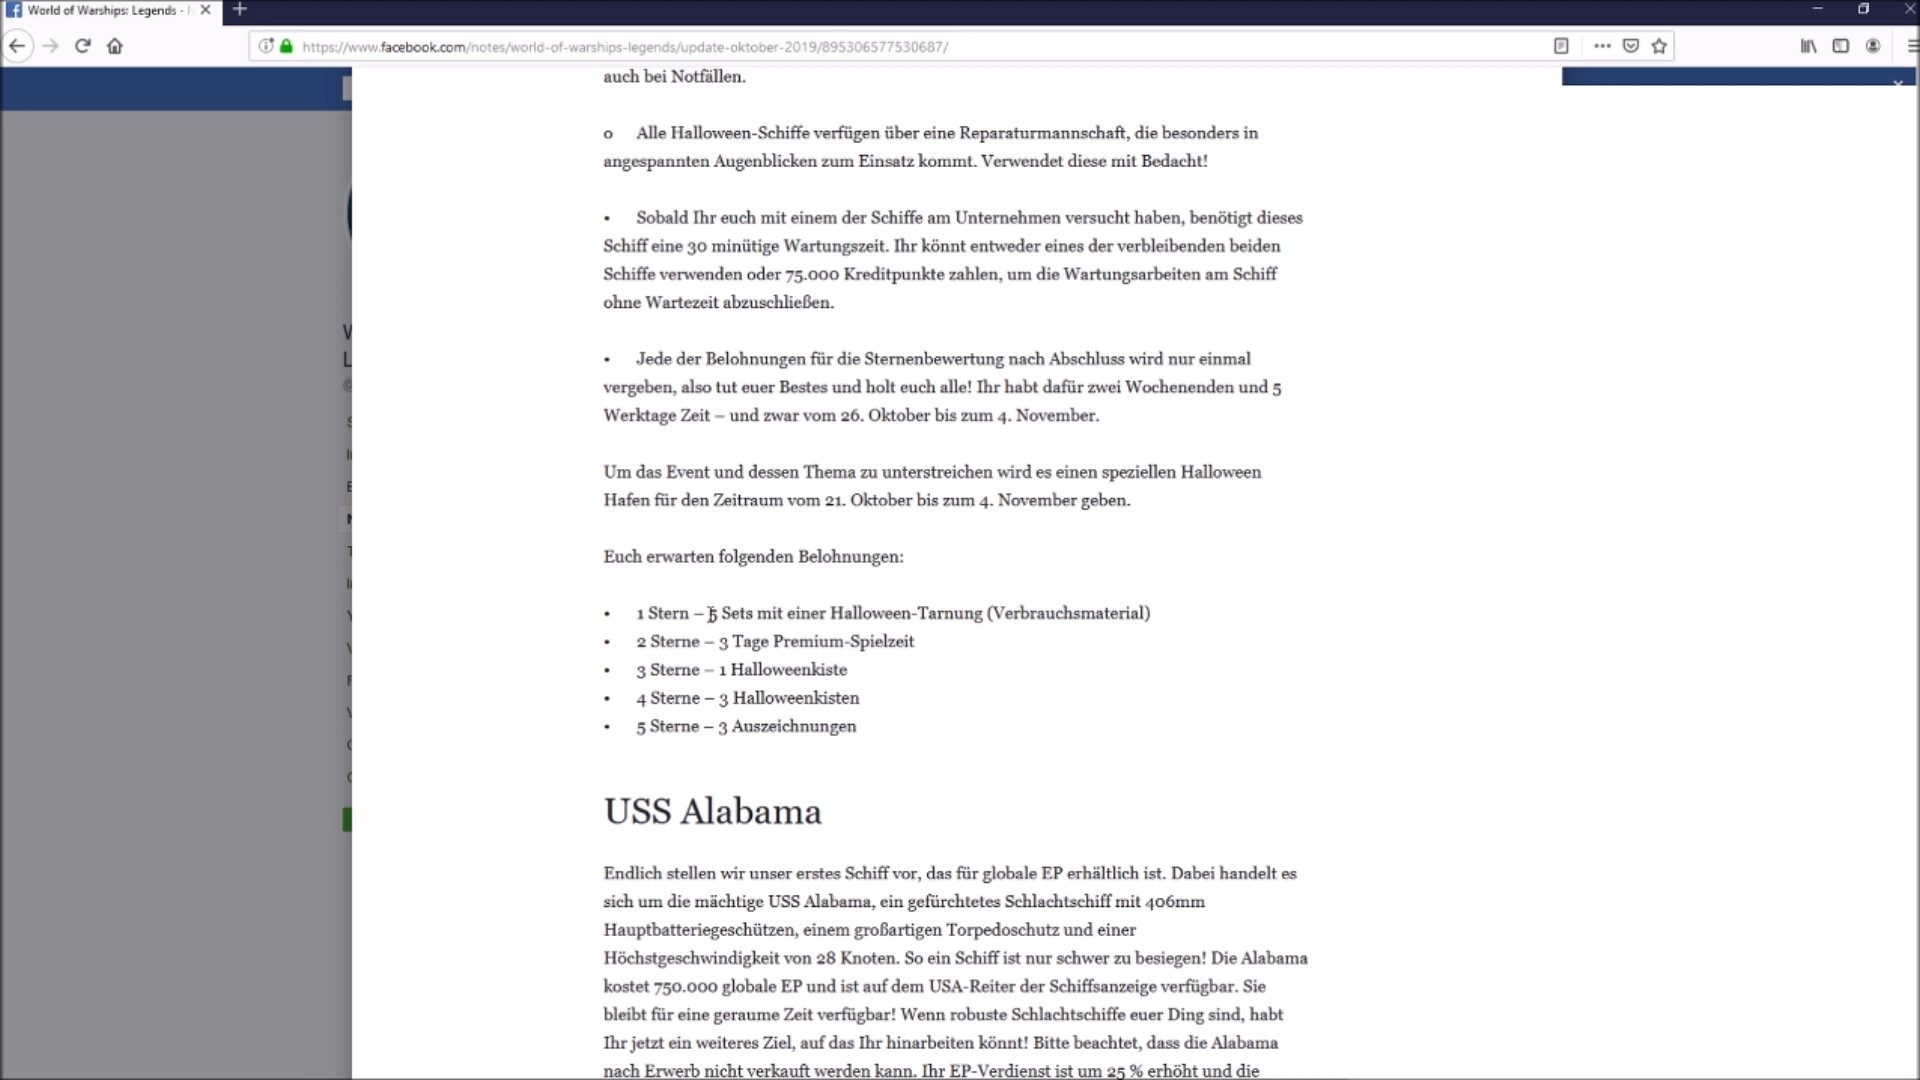 World of Warships: Legends -
https://www.facebook.com/notes/world-of-warships-legends/update-oktober-2019/895306577530687/
auch bei Notfällen.
o Alle Halloween-Schiffe verfügen über eine Reparaturmannschaft, die besonders in
angespannten Augenblicken zum Einsatz kommt. Verwendet diese mit Bedacht!
• Sobald Ihr euch mit einem der Schiffe am Unternehmen versucht haben, benötigt dieses
Schiff eine 30 minütige Wartungszeit. Ihr könnt entweder eines der verbleibenden beiden
Schiffe verwenden oder 75.000 Kreditpunkte zahlen, um die Wartungsarbeiten am Schiff
ohne Wartezeit abzuschließen.
• Jede der Belohnungen für die Sternenbewertung nach Abschluss wird nur einmal
vergeben, also tut euer Bestes und holt euch alle! Ihr habt dafür zwei Wochenenden und 5
Werktage Zeit – und zwar vom 26. Oktober bis zum 4. November.
Um das Event und dessen Thema zu unterstreichen wird es einen speziellen Halloween
Hafen für den Zeitraum vom 21. Oktober bis zum 4. November geben.
Euch erwarten folgenden Belohnungen:
• 1 Stern – 5 Sets mit einer Halloween-Tarnung (Verbrauchsmaterial)
• 2 Sterne – 3 Tage Premium-Spielzeit
• 3 Sterne – 1 Halloweenkiste
• 4 Sterne – 3 Halloweenkisten
• 5 Sterne – 3 Auszeichnungen
USS Alabama
Endlich stellen wir unser erstes Schiff vor, das für globale EP erhältlich ist. Dabei handelt es
sich um die mächtige USS Alabama, ein gefürchtetes Schlachtschiff mit 406mm
Hauptbatteriegeschützen, einem großartigen Torpedoschutz und einer
Höchstgeschwindigkeit von 28 Knoten. So ein Schiff ist nur schwer zu besiegen! Die Alabama
kostet 750.000 globale EP und ist auf dem USA-Reiter der Schiffsanzeige verfügbar. Sie
bleibt für eine geraume Zeit verfügbar! Wenn robuste Schlachtschiffe euer Ding sind, habt
Ihr jetzt ein weiteres Ziel, auf das Ihr hinarbeiten könnt! Bitte beachtet, dass die Alabama
nach Erwerb nicht verkauft werden kann. Ihr EP-Verdienst ist um 25 % erhöht und die